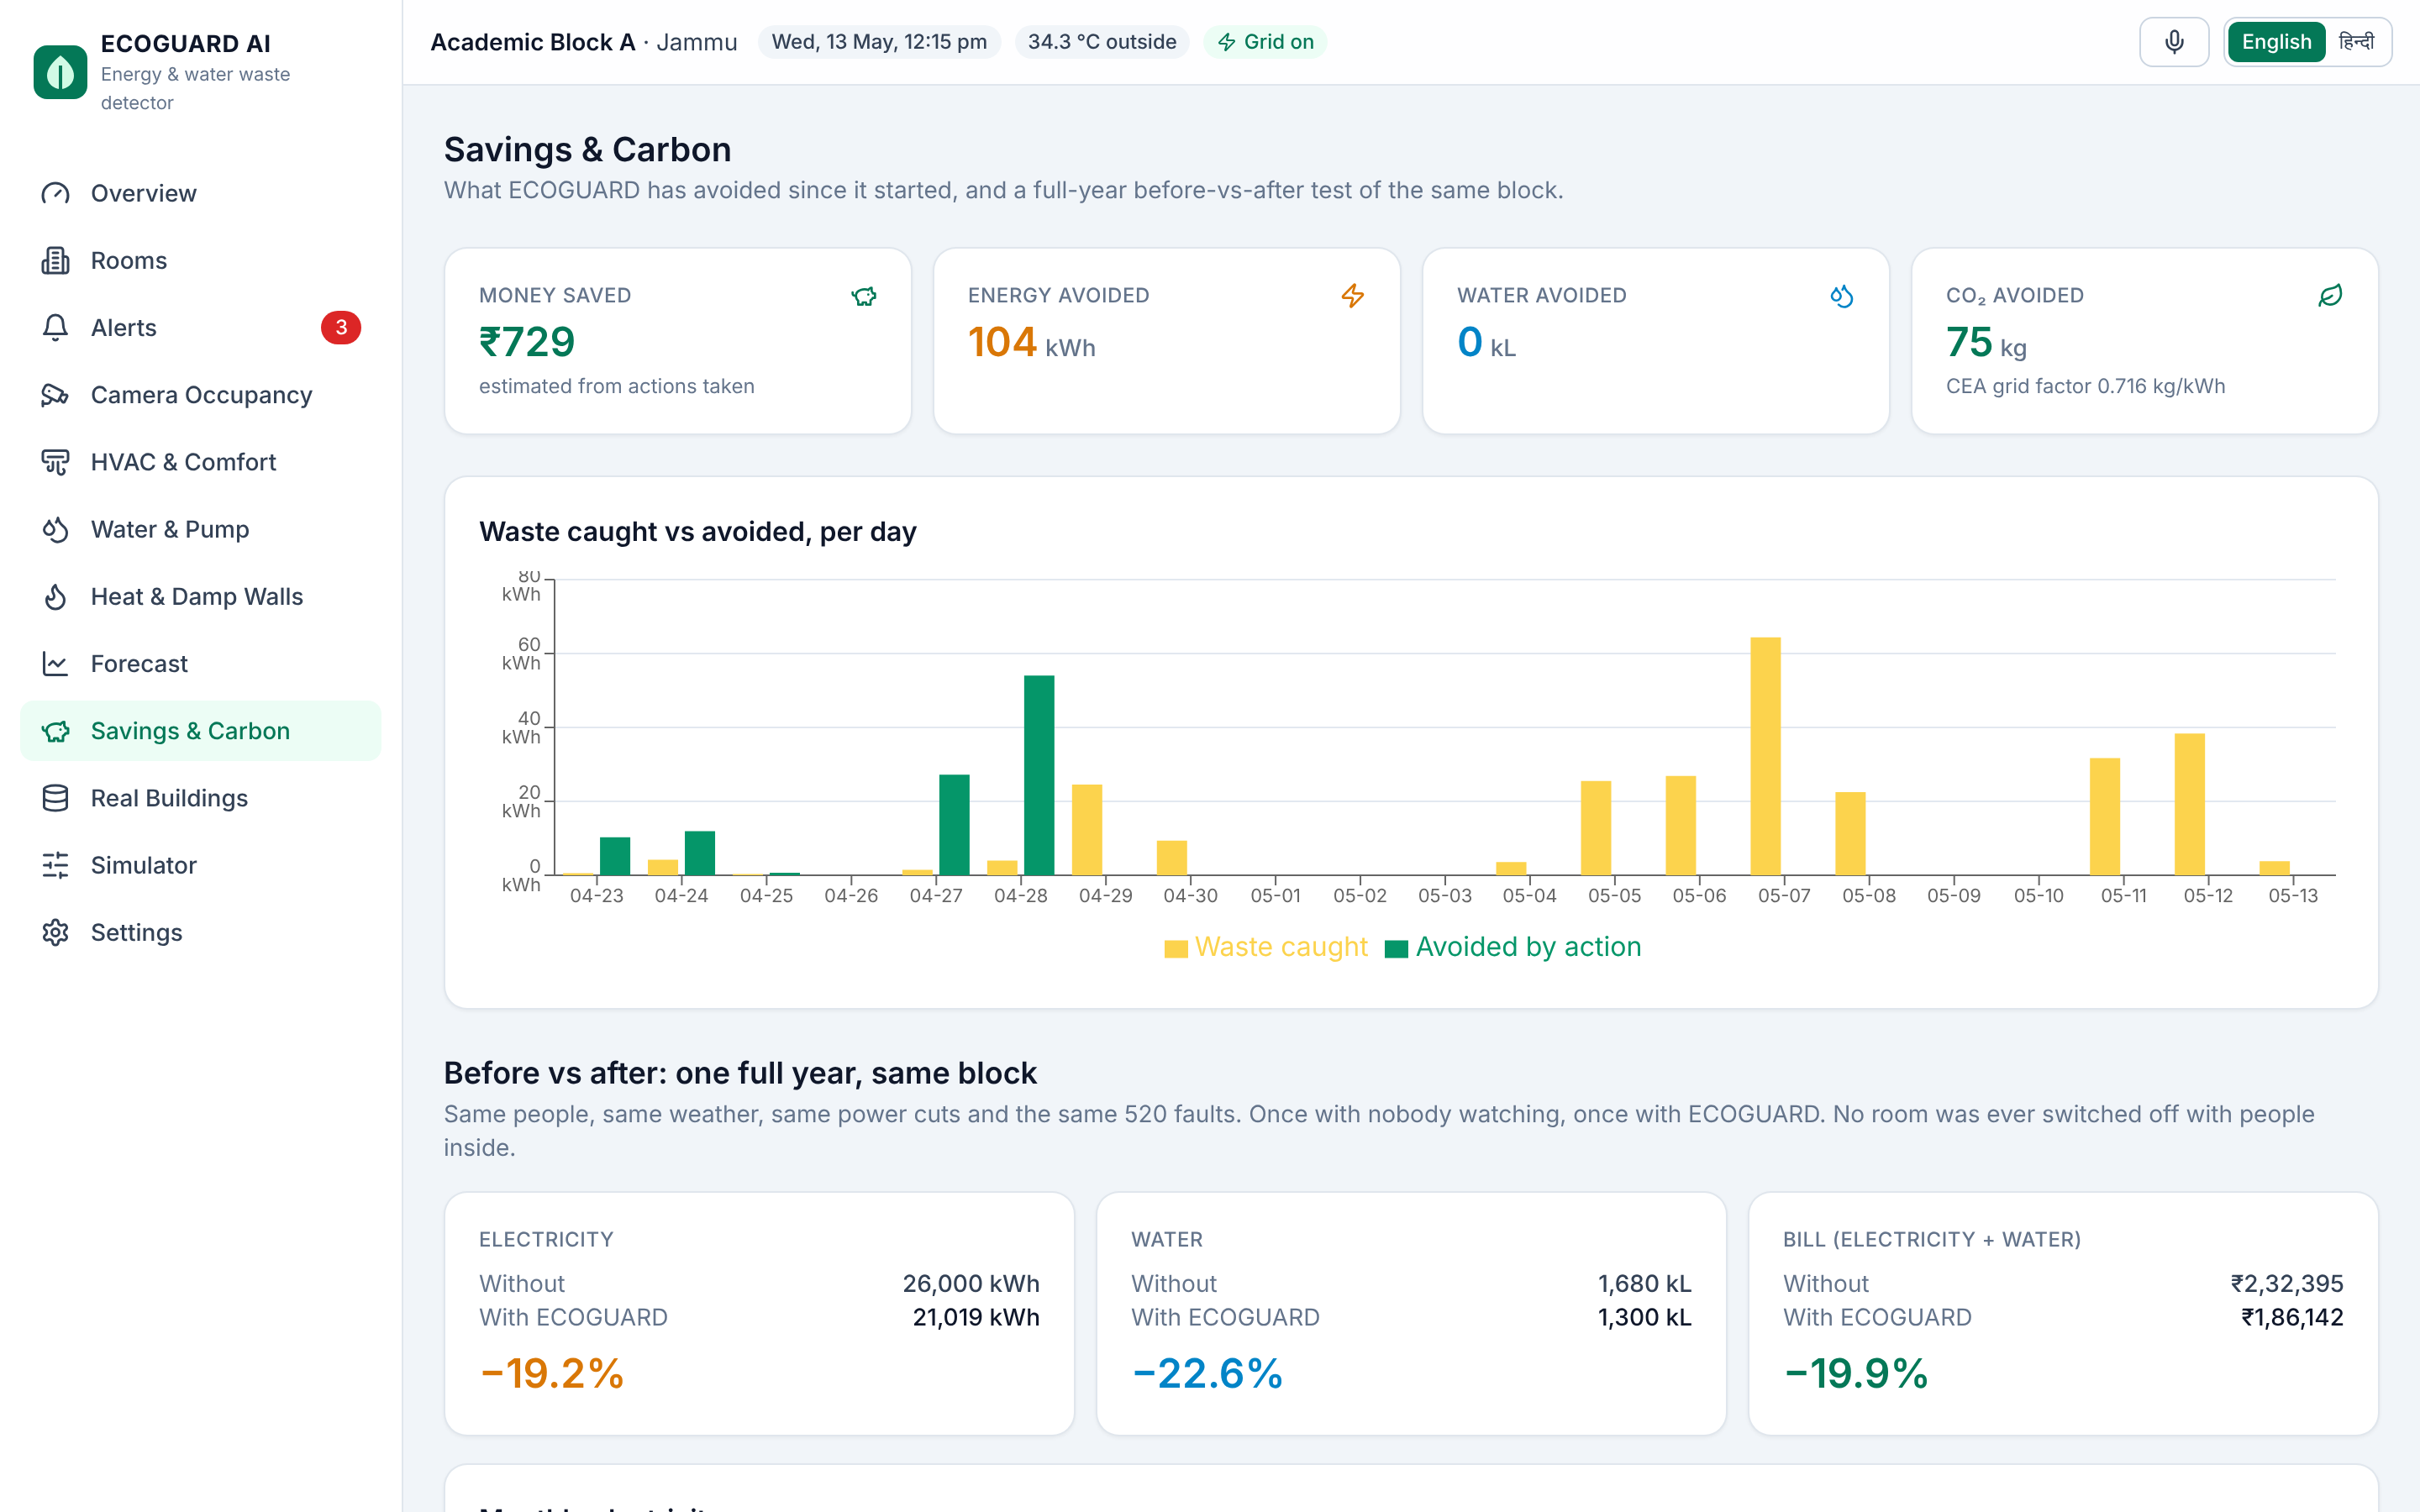 ECOGUARD AI
Energy & water waste
detector
Overview
Rooms
Alerts
3
Camera Occupancy
HVAC & Comfort
Water & Pump
Heat & Damp Walls
Forecast
Savings & Carbon
Real Buildings
Simulator
Settings
Academic Block A · Jammu
Wed, 13 May, 12:15 pm
34.3 °C outside
Grid on
English
हिन्दी
Savings & Carbon
What ECOGUARD has avoided since it started, and a full-year before-vs-after test of the same block.
MONEY SAVED
₹729
estimated from actions taken
ENERGY AVOIDED
104 kWh
WATER AVOIDED
0 kL
CO₂ AVOIDED
75 kg
CEA grid factor 0.716 kg/kWh
Waste caught vs avoided, per day
80
kWh
60
kWh
40
kWh
20
kWh
0
kWh
04-23 04-24 04-25 04-26 04-27 04-28 04-29 04-30 05-01 05-02 05-03 05-04 05-05 05-06 05-07 05-08 05-09 05-10 05-11 05-12 05-13
Waste caught Avoided by action
Before vs after: one full year, same block
Same people, same weather, same power cuts and the same 520 faults. Once with nobody watching, once with ECOGUARD. No room was ever switched off with people
inside.
ELECTRICITY
Without 26,000 kWh
With ECOGUARD 21,019 kWh
−19.2%
WATER
Without 1,680 kL
With ECOGUARD 1,300 kL
−22.6%
BILL (ELECTRICITY + WATER)
Without ₹2,32,395
With ECOGUARD ₹1,86,142
−19.9%